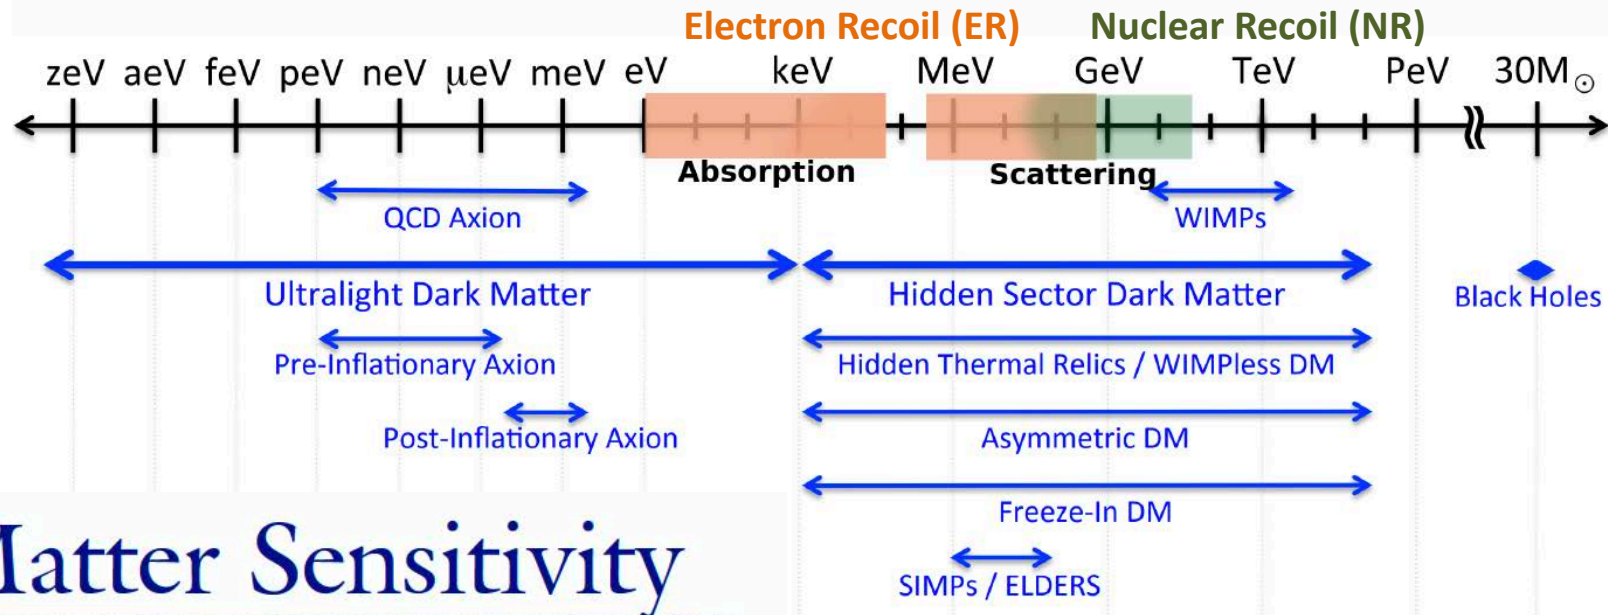 Electron Recoil (ER) Nuclear Recoil (NR)
zeV aeV feV peV neV μeV meV eV keV MeV GeV TeV PeV 30M⊙
Absorption Scattering
QCD Axion WIMPs
Ultralight Dark Matter Hidden Sector Dark Matter Black Holes
Pre-Inflationary Axion Hidden Thermal Relics / WIMPless DM
Post-Inflationary Axion Asymmetric DM
Freeze-In DM
Matter Sensitivity
SIMPs / ELDERS